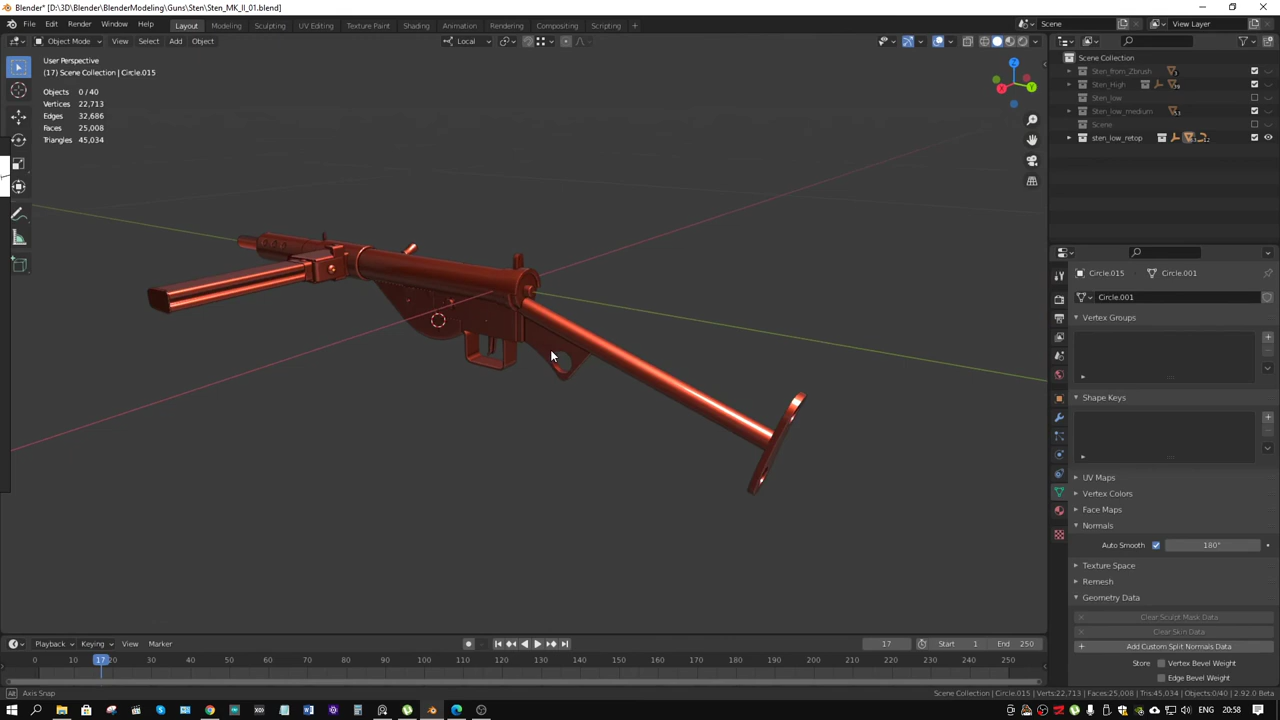 Blender* [D:\3D\BlenderModeling\Guns\Sten\Sten_MK_II_01.blend]
File Edit Render Window Help Layout Modeling Sculpting UV Editing Texture Paint Shading Animation Rendering Compositing Scripting + Scene View Layer
Object Mode View Select Add Object Local
User Perspective
(17) Scene Collection | Circle.015
Objects 0 / 40
Vertices 22,713
Edges 32,686
Faces 25,008
Triangles 45,034
X Y Z
Scene Collection
Sten_from_Zbrush
Sten_High
Sten_low
Sten_low_medium
Scene
sten_low_retop
Circle.015 Circle.001
Circle.001
Vertex Groups
Shape Keys
UV Maps
Vertex Colors
Face Maps
Normals
Auto Smooth 180°
Texture Space
Remesh
Geometry Data
Clear Sculpt Mask Data
Clear Skin Data
Add Custom Split Normals Data
Store Vertex Bevel Weight
Edge Bevel Weight
Playback Keying View Marker 17 Start 1 End 250
0 10 17 20 30 40 50 60 70 80 90 100 110 120 130 140 150 160 170 180 190 200 210 220 230 240 250
Alt Axis Snap Scene Collection | Circle.015 | Verts:22,713 | Faces:25,008 | Tris:45,034 | Objects:0/40 | 2.92.0 Beta
ENG 20:58